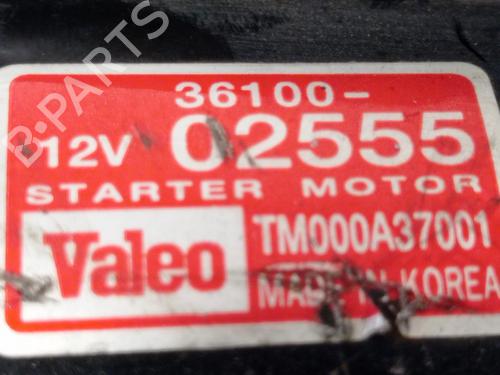 36100-
12V 02555
STARTER MOTOR
Valeo TM000A37001
MADE IN KOREA
B-PARTS